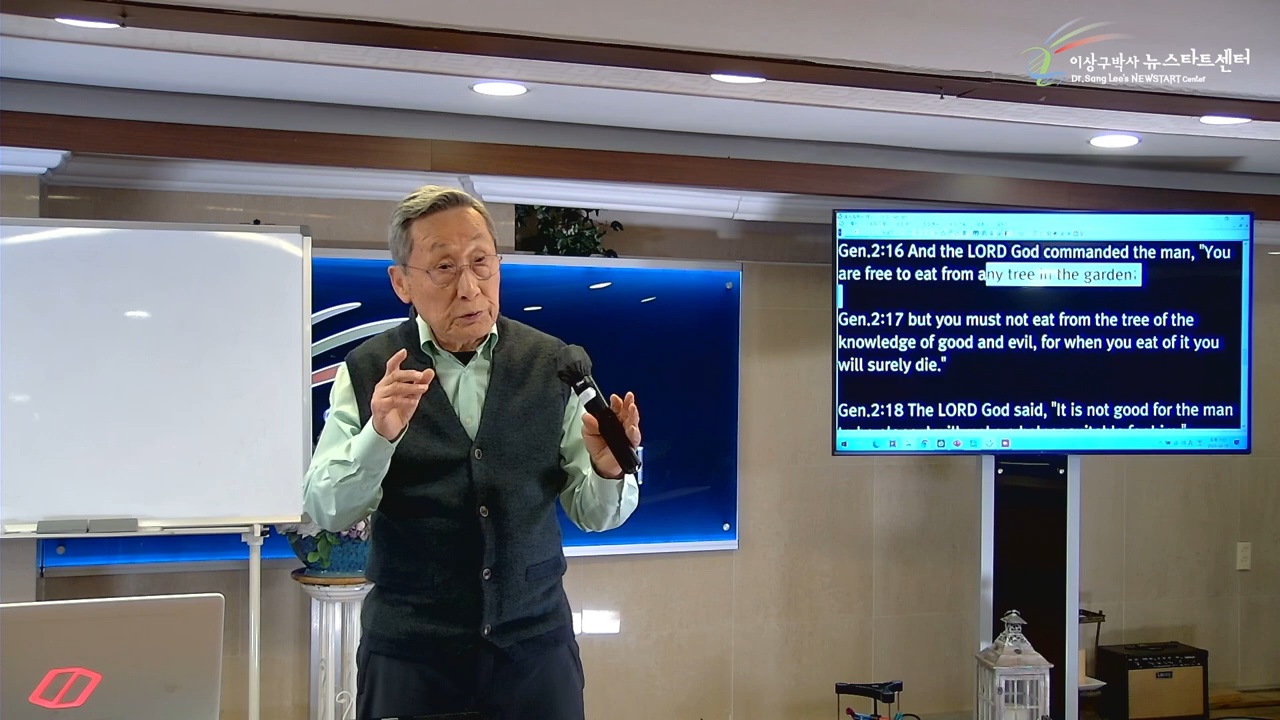 이상구박사 뉴스타트센터
Dr. Sang Lee's NEWSTART Center
Gen.2:16 And the LORD God commanded the man, "You
are free to eat from any tree in the garden;
Gen.2:17 but you must not eat from the tree of the
knowledge of good and evil, for when you eat of it you
will surely die."
Gen.2:18 The LORD God said, "It is not good for the man